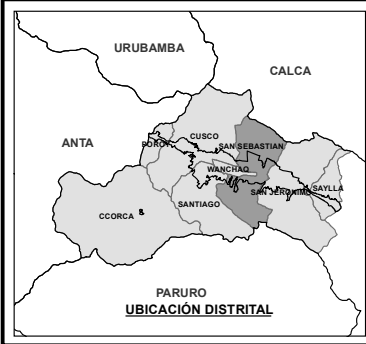 URUBAMBA
CALCA
ANTA
CUSCO
POROY
SAN SEBASTIAN
WANCHAQ
SAN JERONIMO
SAYLLA
SANTIAGO
CCORCA
PARURO
UBICACIÓN DISTRITAL